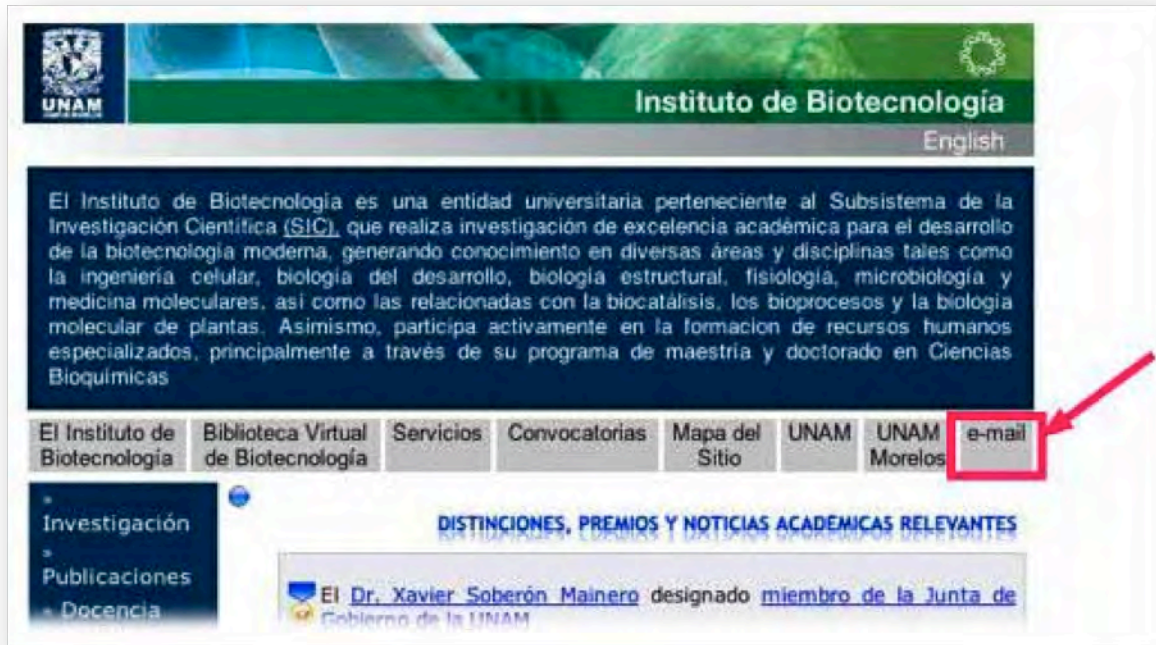 UNAM
Instituto de Biotecnología
English
El Instituto de Biotecnología es una entidad universitaria perteneciente al Subsistema de la
Investigación Científica (SIC), que realiza investigación de excelencia académica para el desarrollo
de la biotecnología moderna, generando conocimiento en diversas áreas y disciplinas tales como
la ingeniería celular, biología del desarrollo, biología estructural, fisiología, microbiología y
medicina moleculares, así como las relacionadas con la biocatálisis, los bioprocesos y la biología
molecular de plantas. Asimismo, participa activamente en la formacion de recursos humanos
especializados, principalmente a través de su programa de maestría y doctorado en Ciencias
Bioquímicas
El Instituto de Biotecnología
Biblioteca Virtual de Biotecnología
Servicios
Convocatorias
Mapa del Sitio
UNAM
UNAM Morelos
e-mail
» Investigación
» Publicaciones
» Docencia
DISTINCIONES, PREMIOS Y NOTICIAS ACADEMICAS RELEVANTES
El Dr. Xavier Soberón Mainero designado miembro de la Junta de
Gobierno de la UNAM